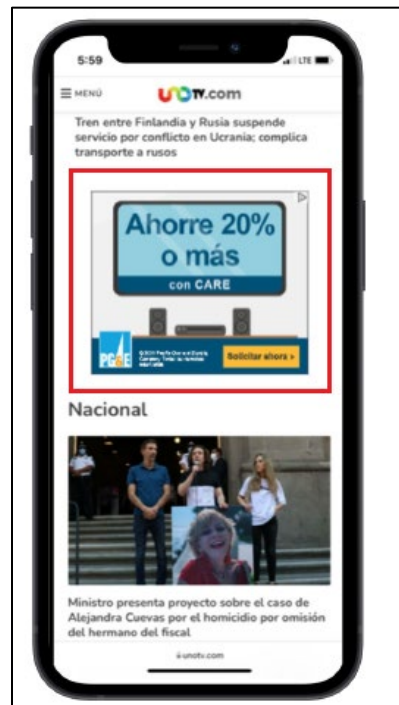 5:59
LTE
MENÚ
UNOTV.com
Tren entre Finlandia y Rusia suspende
servicio por conflicto en Ucrania; complica
transporte a rusos
Ahorre 20%
o más
con CARE
PG&E
Solicitar ahora >
Nacional
Ministro presenta proyecto sobre el caso de
Alejandra Cuevas por el homicidio por omisión
del hermano del fiscal
unotv.com